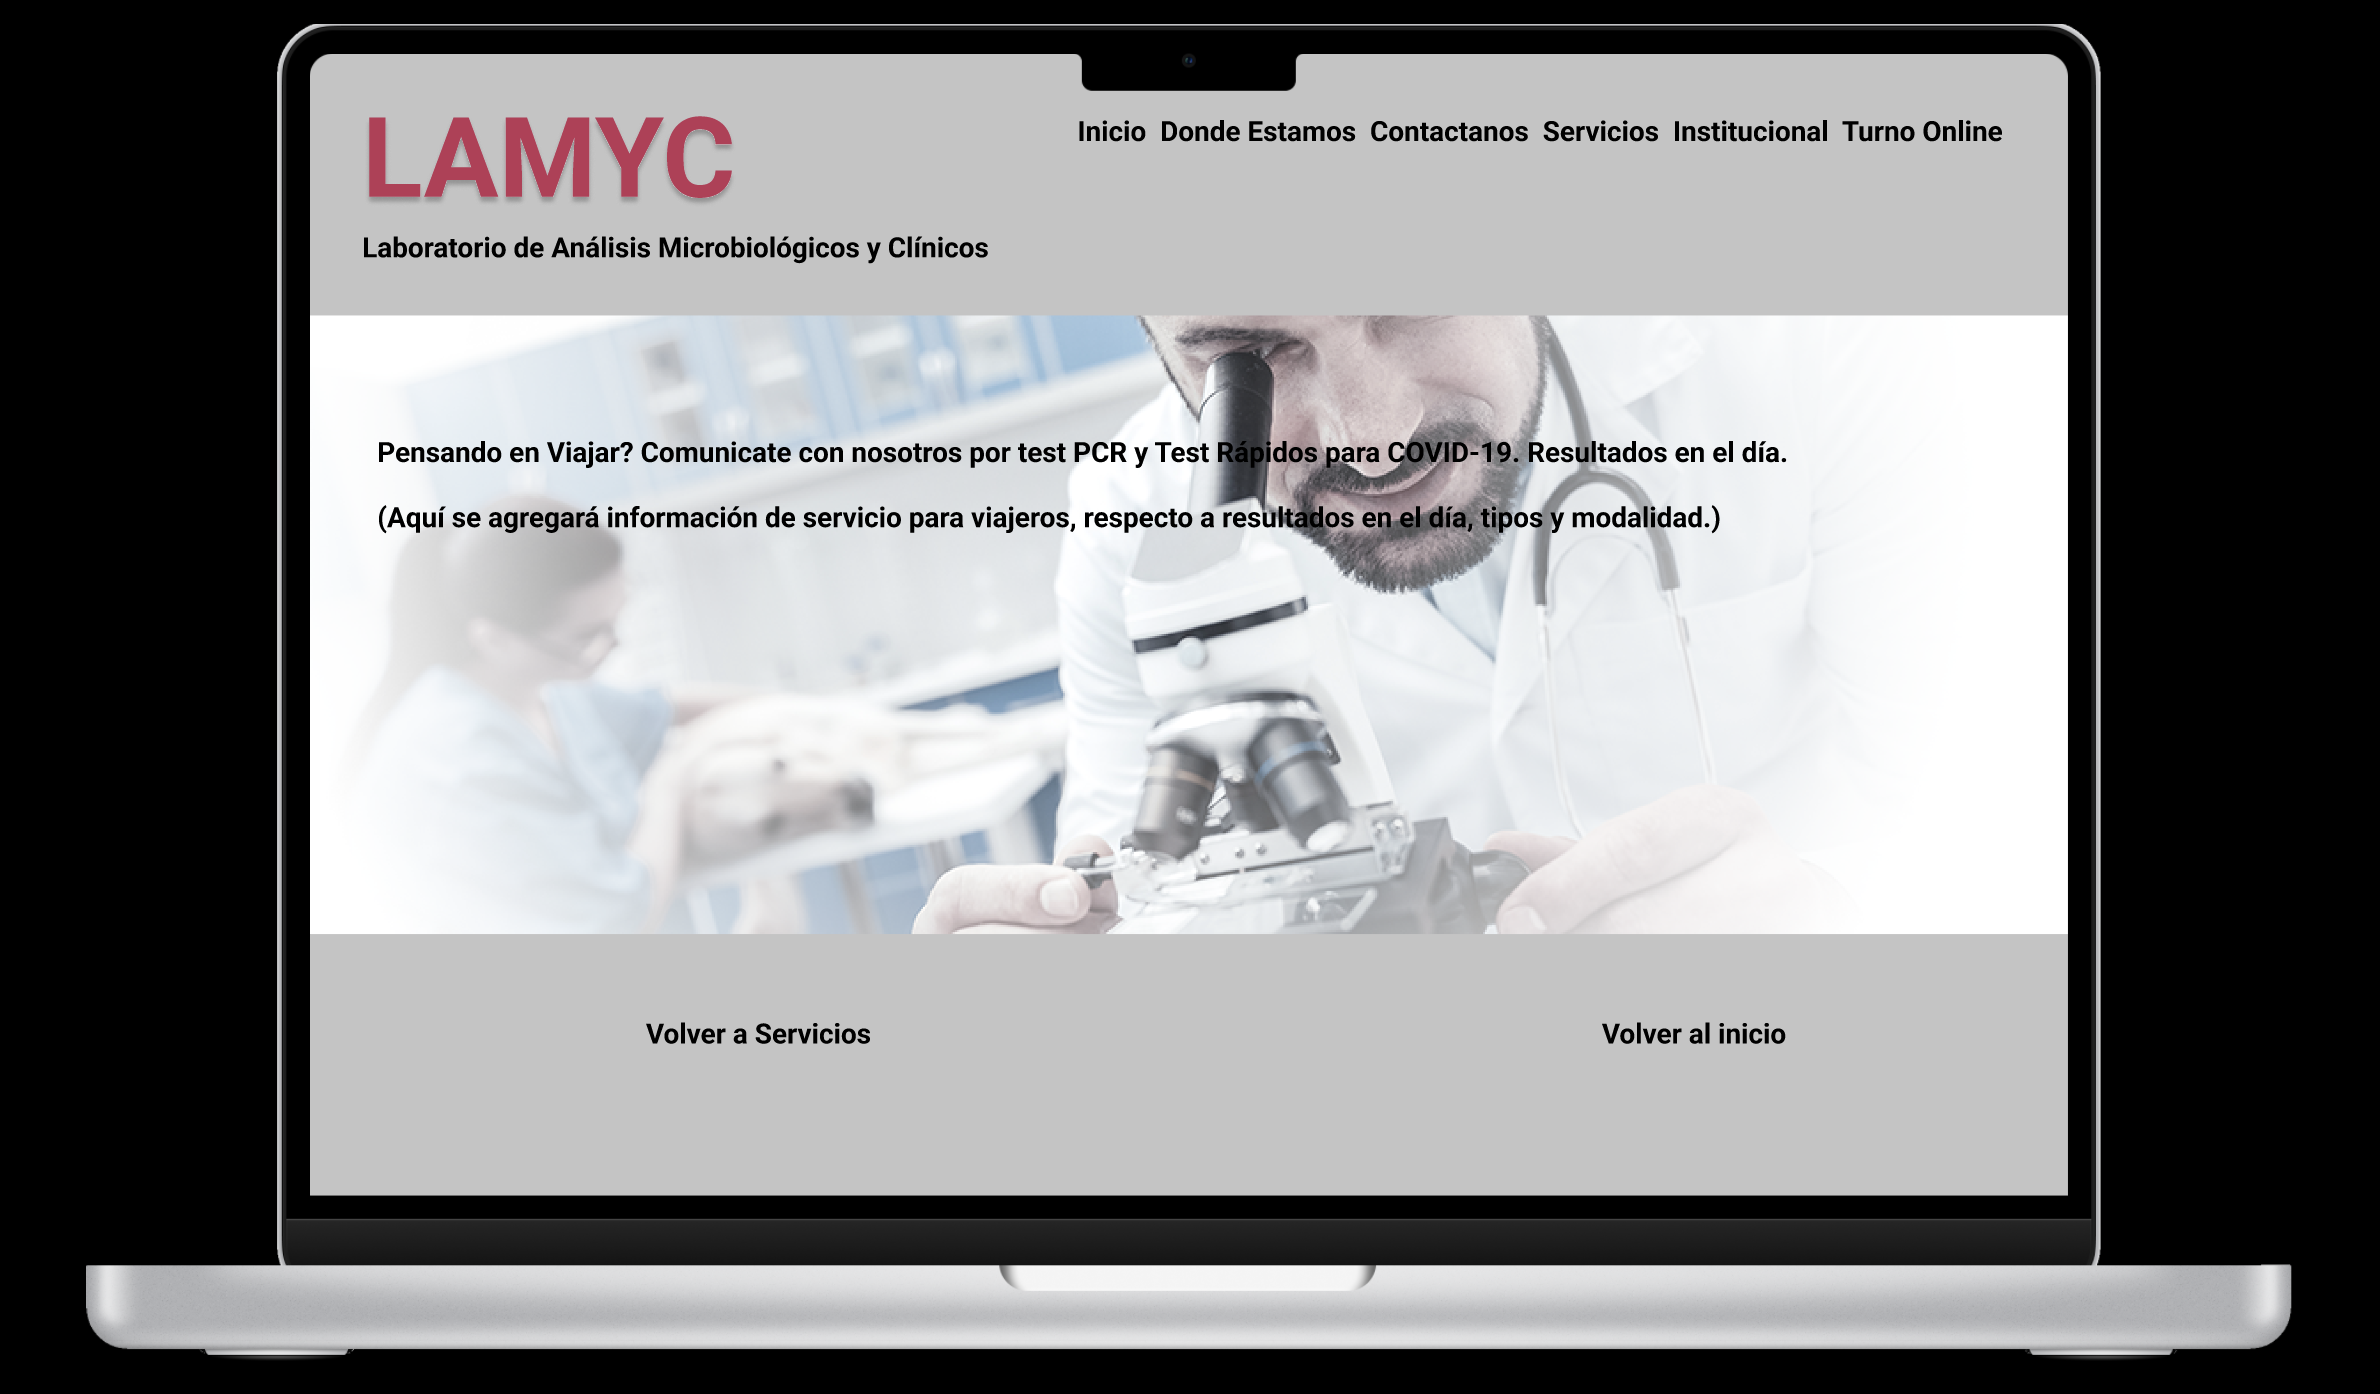 LAMYC
Inicio Donde Estamos Contactanos Servicios Institucional Turno Online
Laboratorio de Análisis Microbiológicos y Clínicos
Pensando en Viajar? Comunicate con nosotros por test PCR y Test Rápidos para COVID-19. Resultados en el día.
(Aquí se agregará información de servicio para viajeros, respecto a resultados en el día, tipos y modalidad.)
Volver a Servicios
Volver al inicio